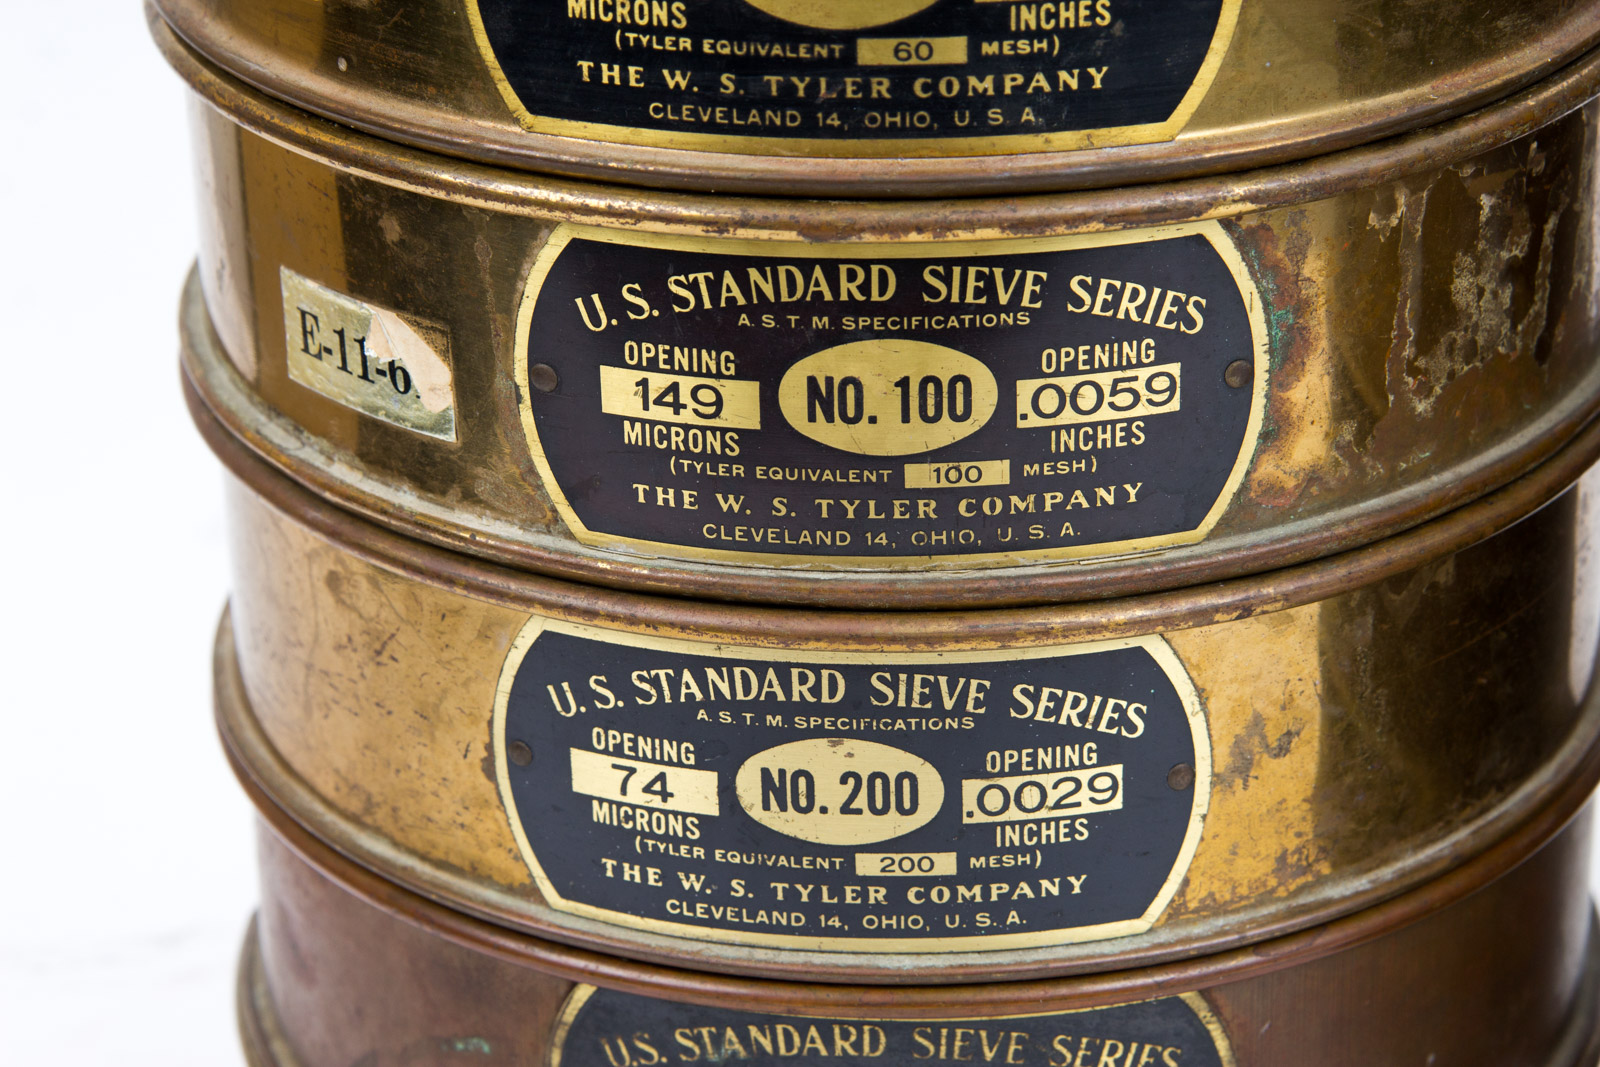 MICRONS INCHES
(TYLER EQUIVALENT 60 MESH)
THE W. S. TYLER COMPANY
CLEVELAND 14, OHIO, U. S. A.
E-11-6
U.S. STANDARD SIEVE SERIES
A. S. T. M. SPECIFICATIONS
OPENING OPENING
149 NO. 100 .0059
MICRONS INCHES
(TYLER EQUIVALENT 100 MESH)
THE W. S. TYLER COMPANY
CLEVELAND 14, OHIO, U. S. A.
U.S. STANDARD SIEVE SERIES
A. S. T. M. SPECIFICATIONS
OPENING OPENING
74 NO. 200 .0029
MICRONS INCHES
(TYLER EQUIVALENT 200 MESH)
THE W. S. TYLER COMPANY
CLEVELAND 14, OHIO, U. S. A.
U.S. STANDARD SIEVE SERIES